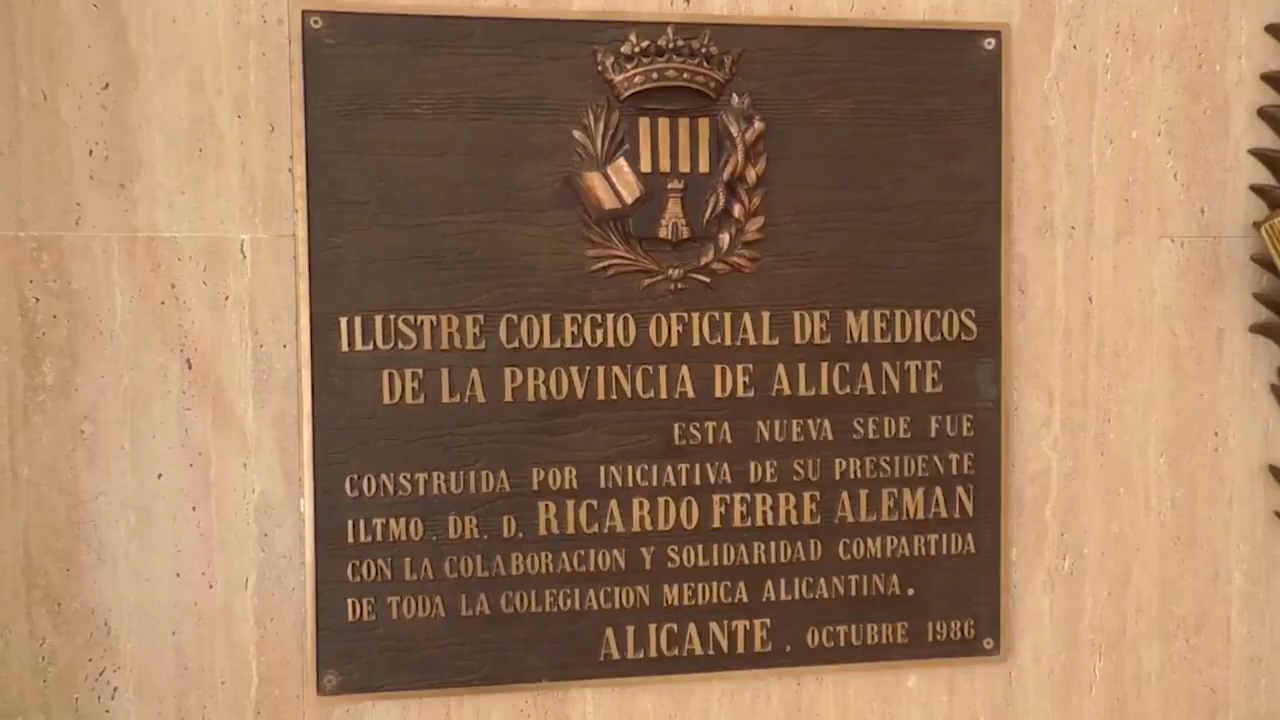 ILUSTRE COLEGIO OFICIAL DE MEDICOS
DE LA PROVINCIA DE ALICANTE
ESTA NUEVA SEDE FUE
CONSTRUIDA POR INICIATIVA DE SU PRESIDENTE
ILTMO. DR. D. RICARDO FERRE ALEMAN
CON LA COLABORACION Y SOLIDARIDAD COMPARTIDA
DE TODA LA COLEGIACION MEDICA ALICANTINA.
ALICANTE. OCTUBRE 1986